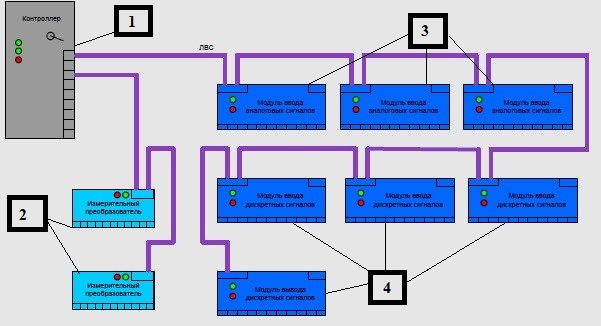 Контроллер
1
ЛВС
3
Модуль ввода
аналоговых сигналов
Модуль ввода
аналоговых сигналов
Модуль ввода
аналоговых сигналов
2
Измерительный
преобразователь
Модуль ввода
дискретных сигналов
Модуль ввода
дискретных сигналов
Модуль ввода
дискретных сигналов
Измерительный
преобразователь
Модуль вывода
дискретных сигналов
4